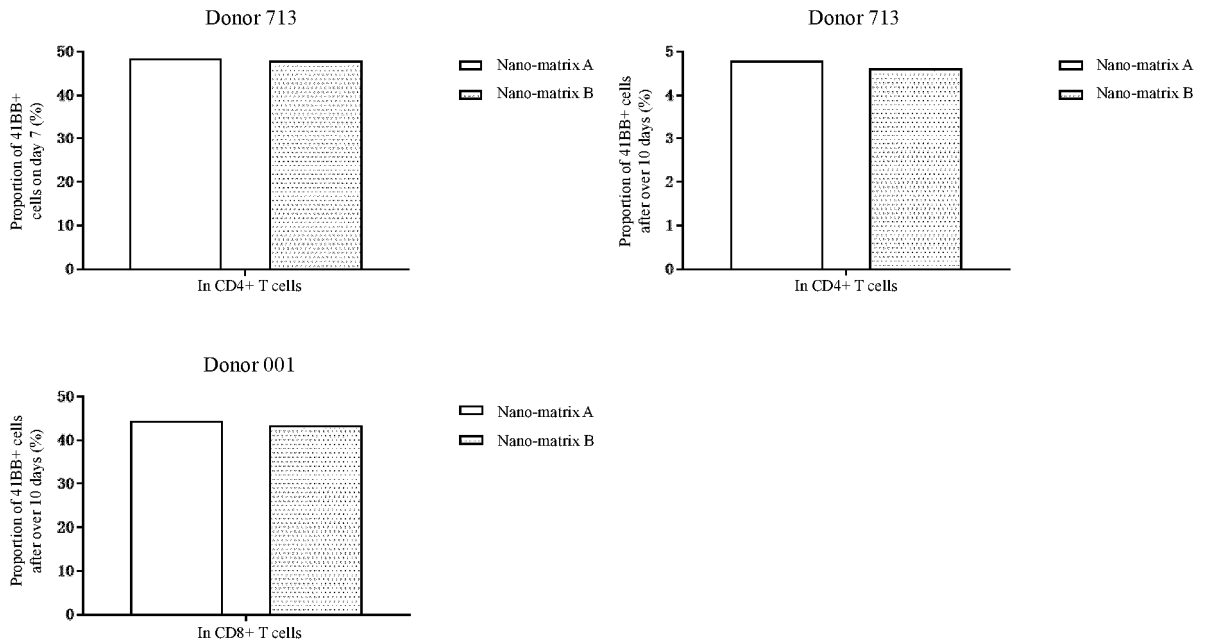 Donor 713
Proportion of 41BB+
cells on day 7 (%)
50
40
30
20
10
0
In CD4+ T cells
Nano-matrix A
Nano-matrix B
Donor 713
Proportion of 41BB+ cells
after over 10 days (%)
5
4
3
2
1
0
In CD4+ T cells
Nano-matrix A
Nano-matrix B
Donor 001
Proportion of 41BB+ cells
after over 10 days (%)
50
40
30
20
10
0
In CD8+ T cells
Nano-matrix A
Nano-matrix B